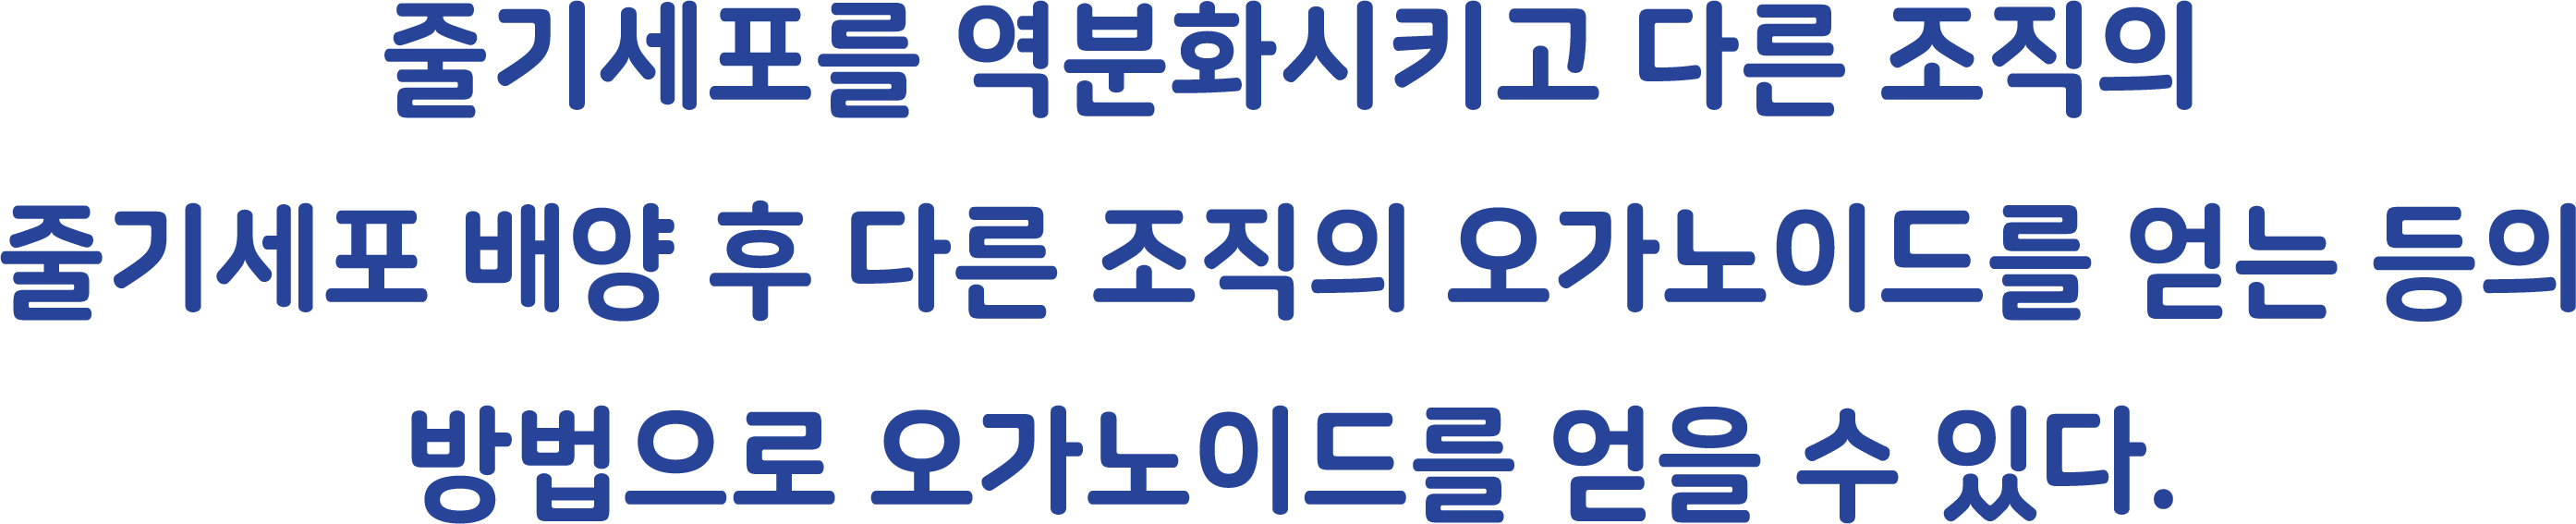 줄기세포를 역분화시키고 다른 조직의
줄기세포 배양 후 다른 조직의 오가노이드를 얻는 등의
방법으로 오가노이드를 얻을 수 있다.